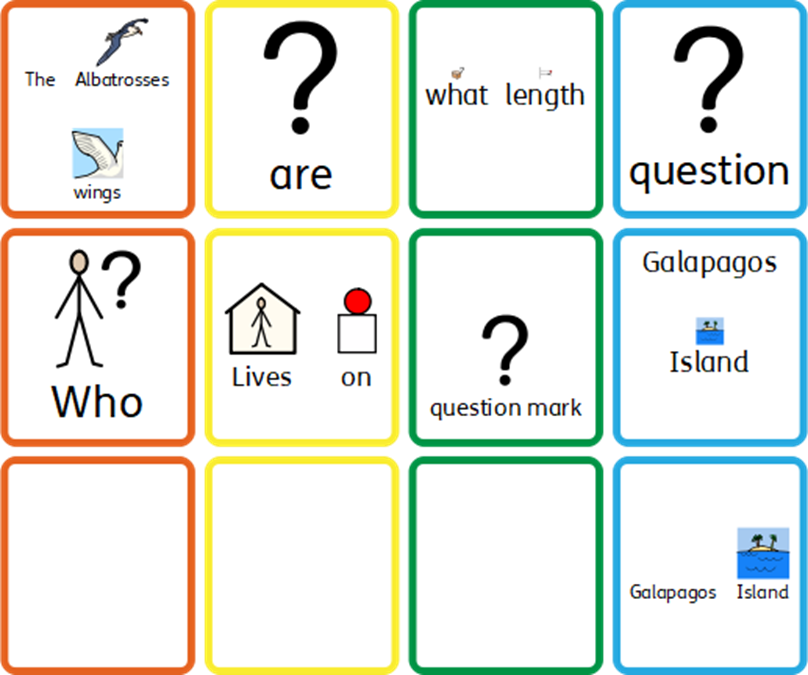 The Albatrosses
wings
?
are
what length
?
question
?
Who
Lives on
?
question mark
Galapagos
Island
Galapagos Island